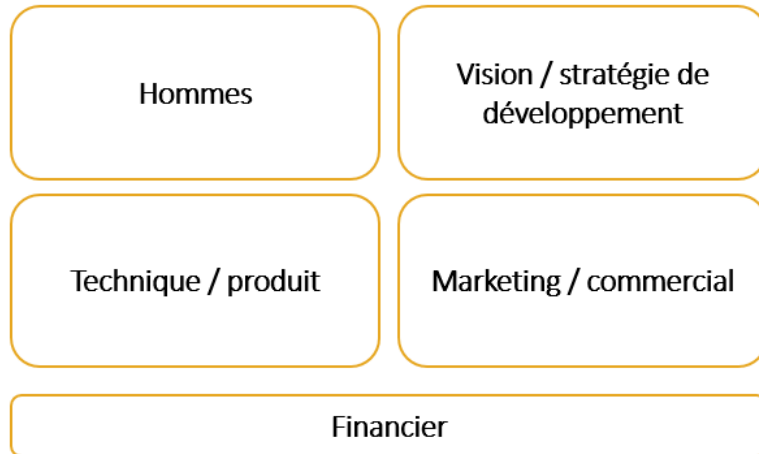 Hommes
Vision / stratégie de
développement
Technique / produit
Marketing / commercial
Financier